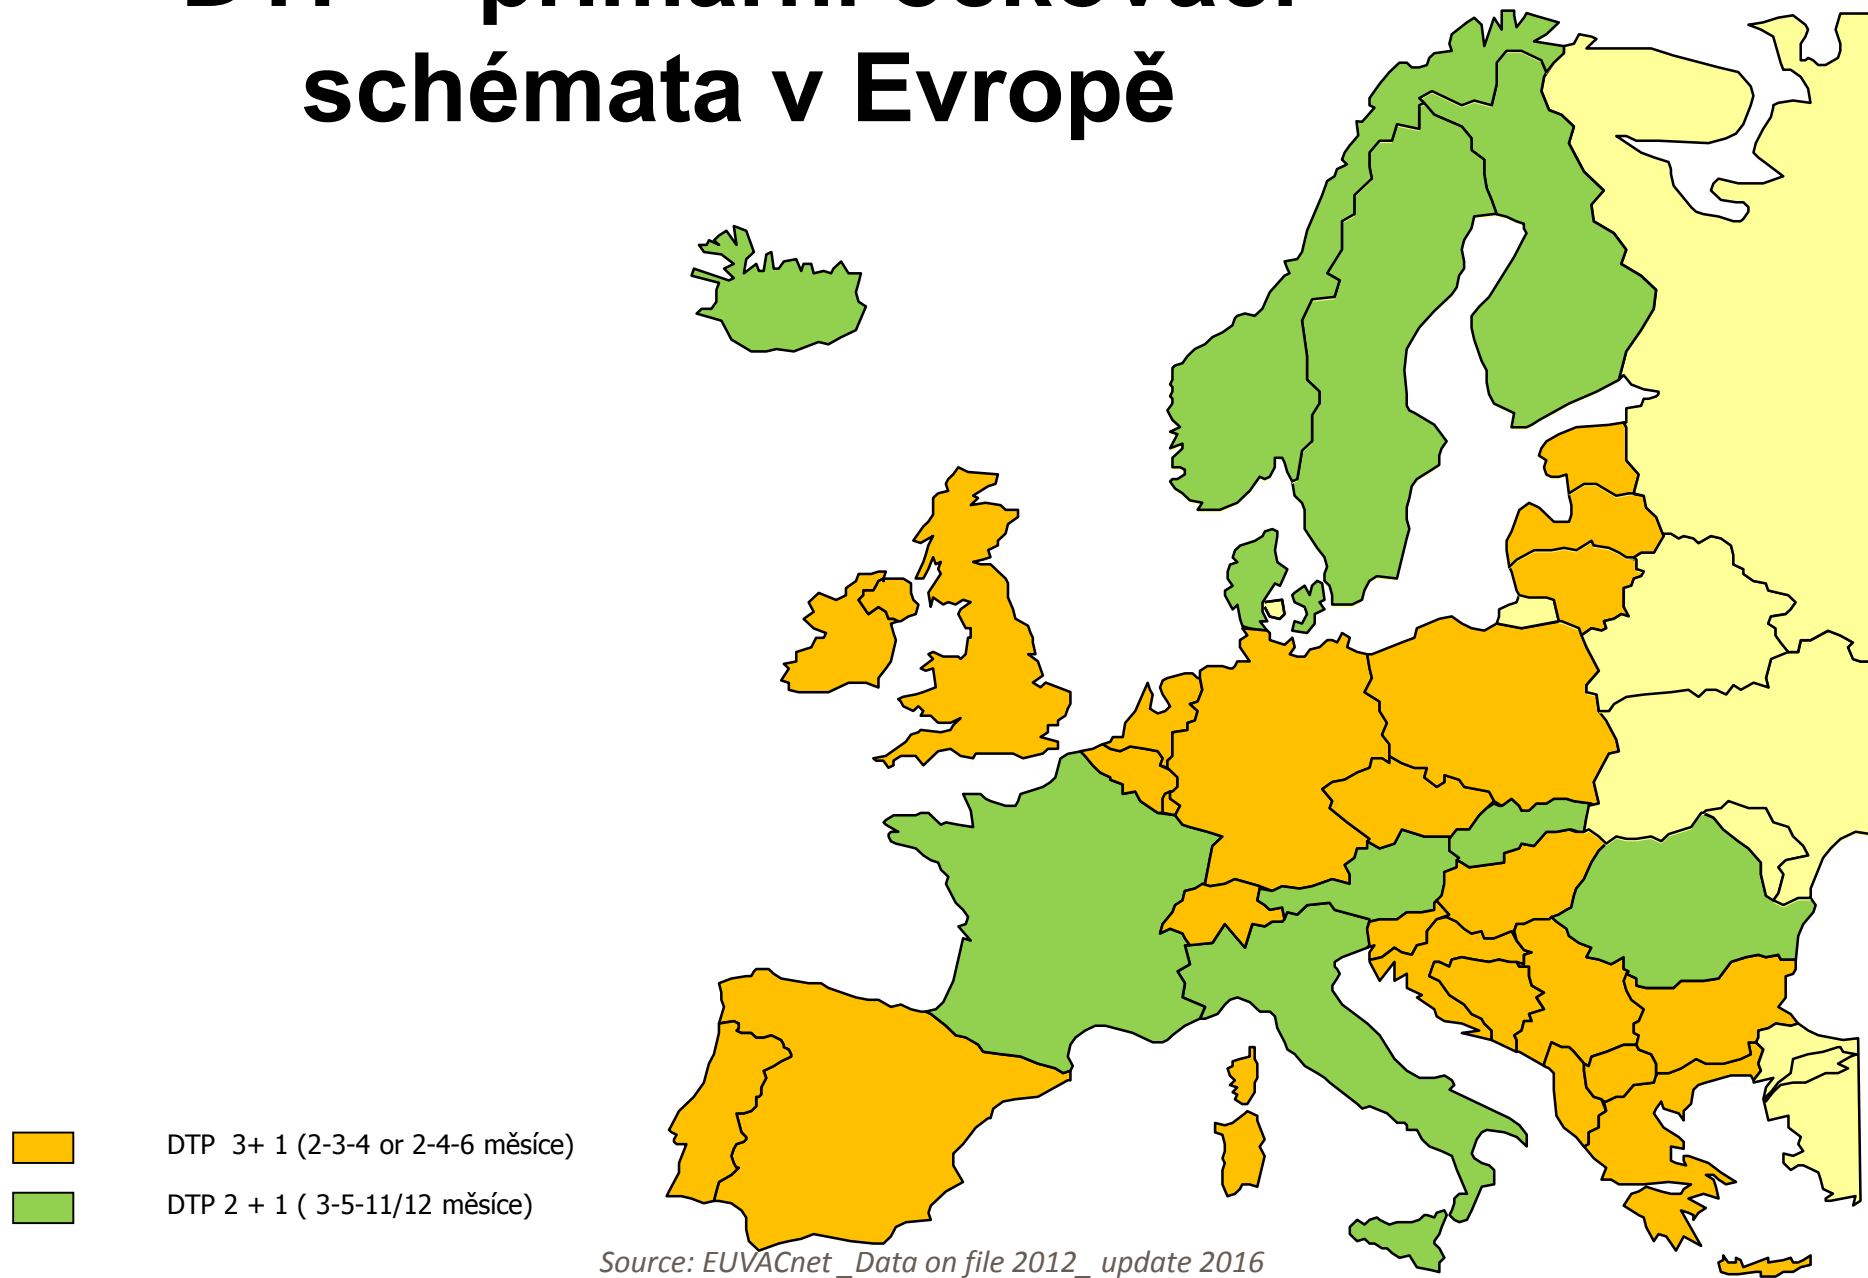 schémata v Evropě
DTP 3+ 1 (2-3-4 or 2-4-6 měsíce)
DTP 2 + 1 ( 3-5-11/12 měsíce)
Source: EUVACnet _Data on file 2012_ update 2016